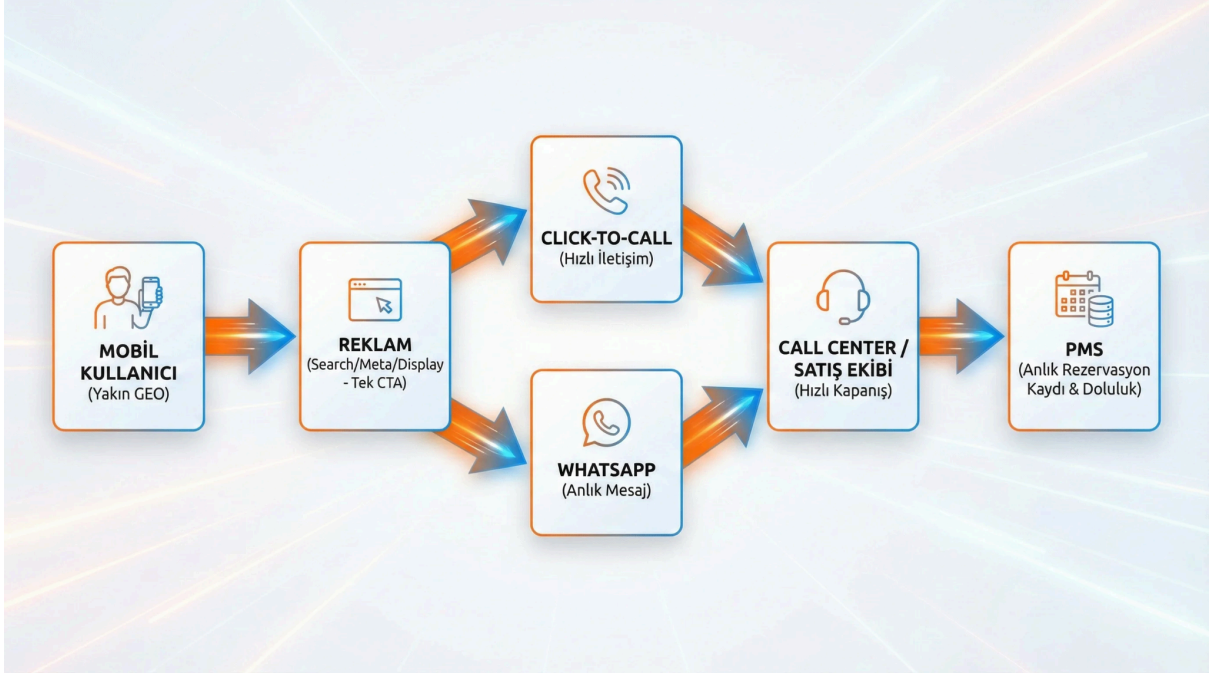 MOBİL
KULLANICI
(Yakın GEO)
REKLAM
(Search/Meta/Display
- Tek CTA)
CLICK-TO-CALL
(Hızlı İletişim)
WHATSAPP
(Anlık Mesaj)
CALL CENTER /
SATIŞ EKİBİ
(Hızlı Kapanış)
PMS
(Anlık Rezervasyon
Kaydı & Doluluk)